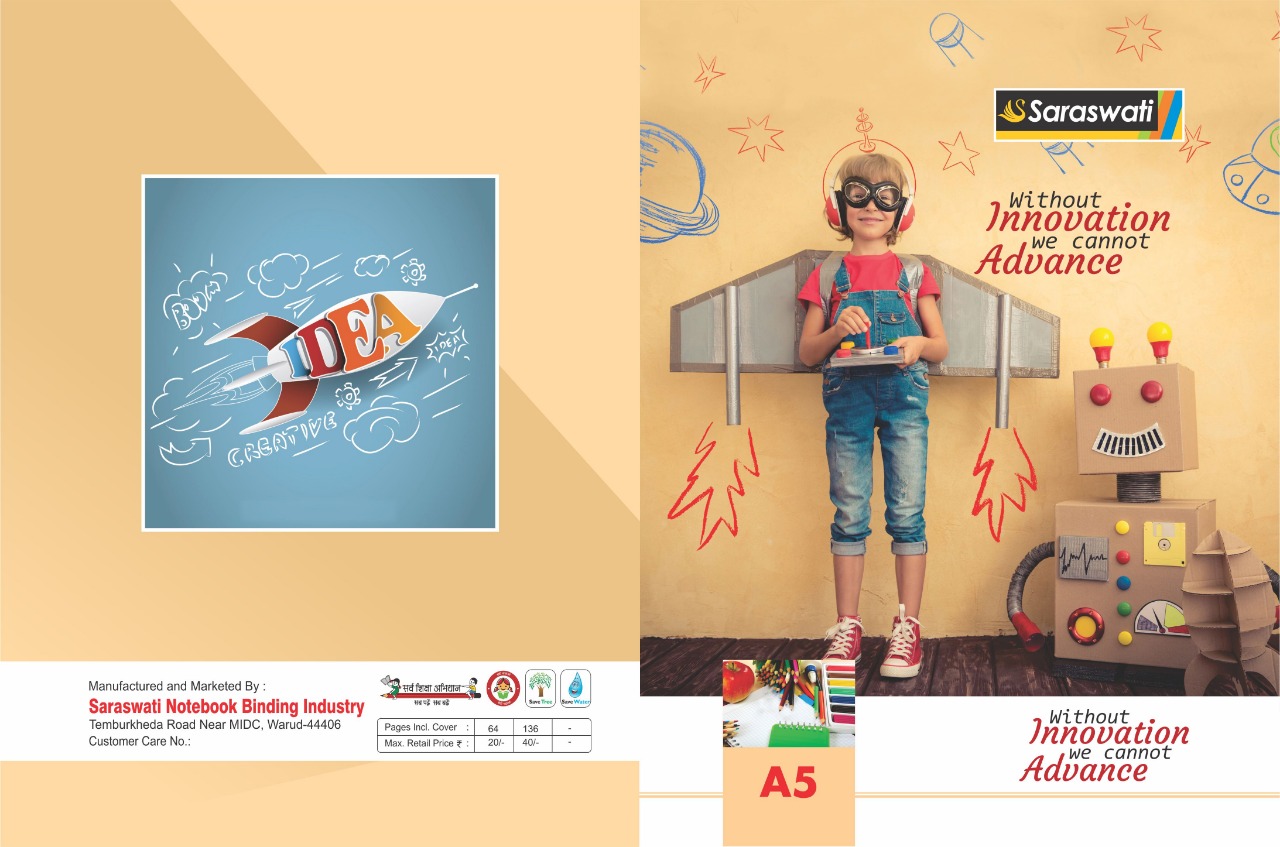 BOOM
IDEA
IDEA
CREATIVE
Manufactured and Marketed By :
Saraswati Notebook Binding Industry
Temburkheda Road Near MIDC, Warud-44406
Customer Care No.:
सर्व शिक्षा अभियान
सब पढ़ें सब बढ़ें
Save Tree
Save Water
Pages Incl. Cover : 64 136 -
Max. Retail Price ₹ : 20/- 40/- -
Saraswati
Without
Innovation
we cannot
Advance
A5
Without
Innovation
we cannot
Advance